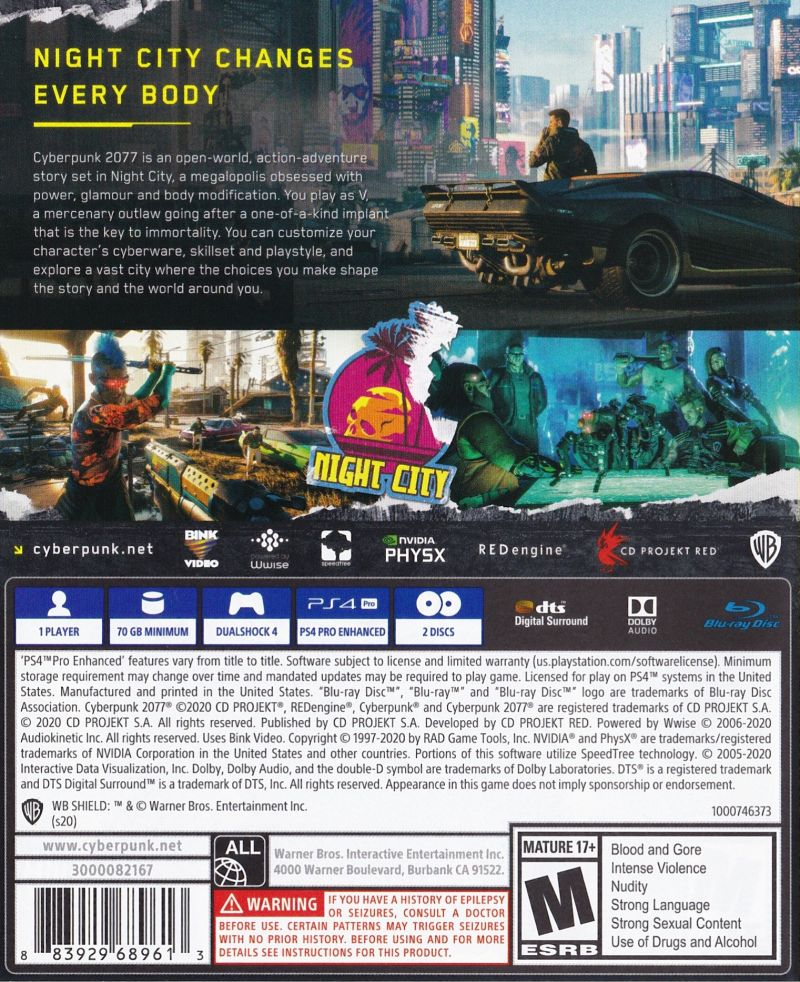 NIGHT CITY CHANGES
EVERY BODY
Cyberpunk 2077 is an open-world, action-adventure
story set in Night City, a megalopolis obsessed with
power, glamour and body modification. You play as V,
a mercenary outlaw going after a one-of-a-kind implant
that is the key to immortality. You can customize your
character's cyberware, skillset and playstyle, and
explore a vast city where the choices you make shape
the story and the world around you.
NIGHT CITY
cyberpunk.net
BINK
VIDEO
powered by
Wwise
speedtree
NVIDIA
PHYSX
REDengine®
CD PROJEKT RED
WB
1 PLAYER
70 GB MINIMUM
DUALSHOCK 4
PS4 Pro
PS4 PRO ENHANCED
2 DISCS
dts
Digital Surround
DOLBY
AUDIO
Blu-ray Disc
'PS4™Pro Enhanced' features vary from title to title. Software subject to license and limited warranty (us.playstation.com/softwarelicense). Minimum
storage requirement may change over time and mandated updates may be required to play game. Licensed for play on PS4™ systems in the United
States. Manufactured and printed in the United States. "Blu-ray Disc™", "Blu-ray™" and "Blu-ray Disc™" logo are trademarks of Blu-ray Disc
Association. Cyberpunk 2077® ©2020 CD PROJEKT®, REDengine®, Cyberpunk® and Cyberpunk 2077® are registered trademarks of CD PROJEKT S.A.
© 2020 CD PROJEKT S.A. All rights reserved. Published by CD PROJEKT S.A. Developed by CD PROJEKT RED. Powered by Wwise © 2006-2020
Audiokinetic Inc. All rights reserved. Uses Bink Video. Copyright © 1997-2020 by RAD Game Tools, Inc. NVIDIA® and PhysX® are trademarks/registered
trademarks of NVIDIA Corporation in the United States and other countries. Portions of this software utilize SpeedTree technology. © 2005-2020
Interactive Data Visualization, Inc. Dolby, Dolby Audio, and the double-D symbol are trademarks of Dolby Laboratories. DTS® is a registered trademark
and DTS Digital Surround™ is a trademark of DTS, Inc. All rights reserved. Appearance in this game does not imply sponsorship or endorsement.
WB SHIELD: ™ & © Warner Bros. Entertainment Inc.
(s20)
1000746373
www.cyberpunk.net
3000082167
8 83929 68961 3
ALL
Warner Bros. Interactive Entertainment Inc.
4000 Warner Boulevard, Burbank CA 91522.
WARNING
IF YOU HAVE A HISTORY OF EPILEPSY
OR SEIZURES, CONSULT A DOCTOR
BEFORE USE. CERTAIN PATTERNS MAY TRIGGER SEIZURES
WITH NO PRIOR HISTORY. BEFORE USING AND FOR MORE
DETAILS SEE INSTRUCTIONS FOR THIS PRODUCT.
MATURE 17+
M
ESRB
Blood and Gore
Intense Violence
Nudity
Strong Language
Strong Sexual Content
Use of Drugs and Alcohol